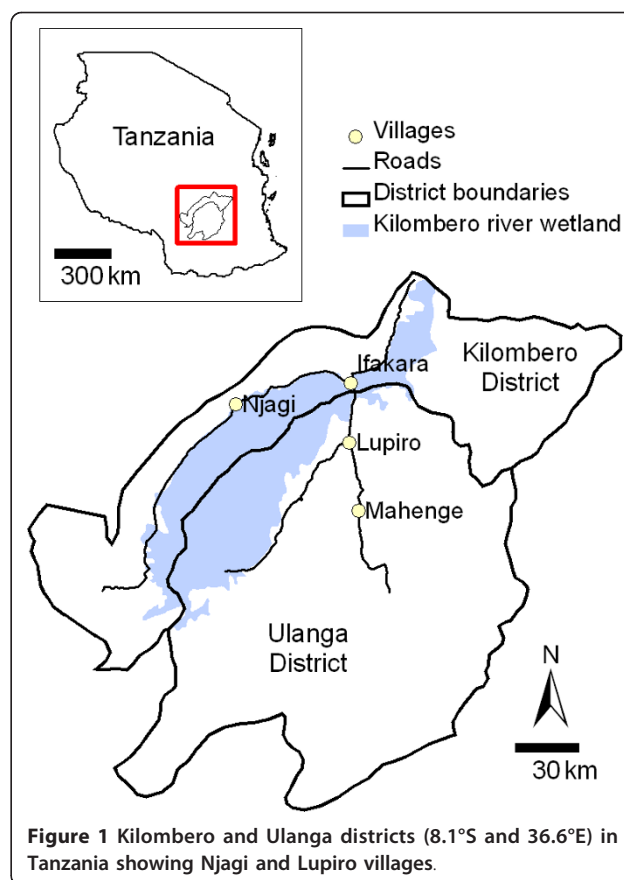 Tanzania
300 km
Villages
Roads
District boundaries
Kilombero river wetland
Ifakara
Kilombero
District
Njagi
Lupiro
Mahenge
Ulanga
District
N
30 km
Figure 1 Kilombero and Ulanga districts (8.1°S and 36.6°E) in
Tanzania showing Njagi and Lupiro villages.